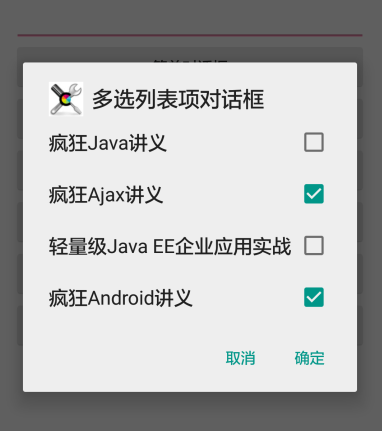 多选列表项对话框
疯狂Java讲义
疯狂Ajax讲义
轻量级Java EE企业应用实战
疯狂Android讲义
取消 确定